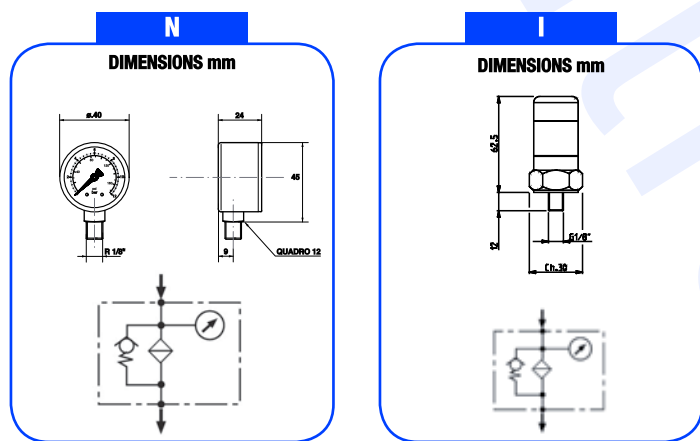 N
DIMENSIONS mm
ø.40
24
45
R 1/8"
9
QUADRO 12
I
DIMENSIONS mm
62.5
12
G1/8"
Ch.30